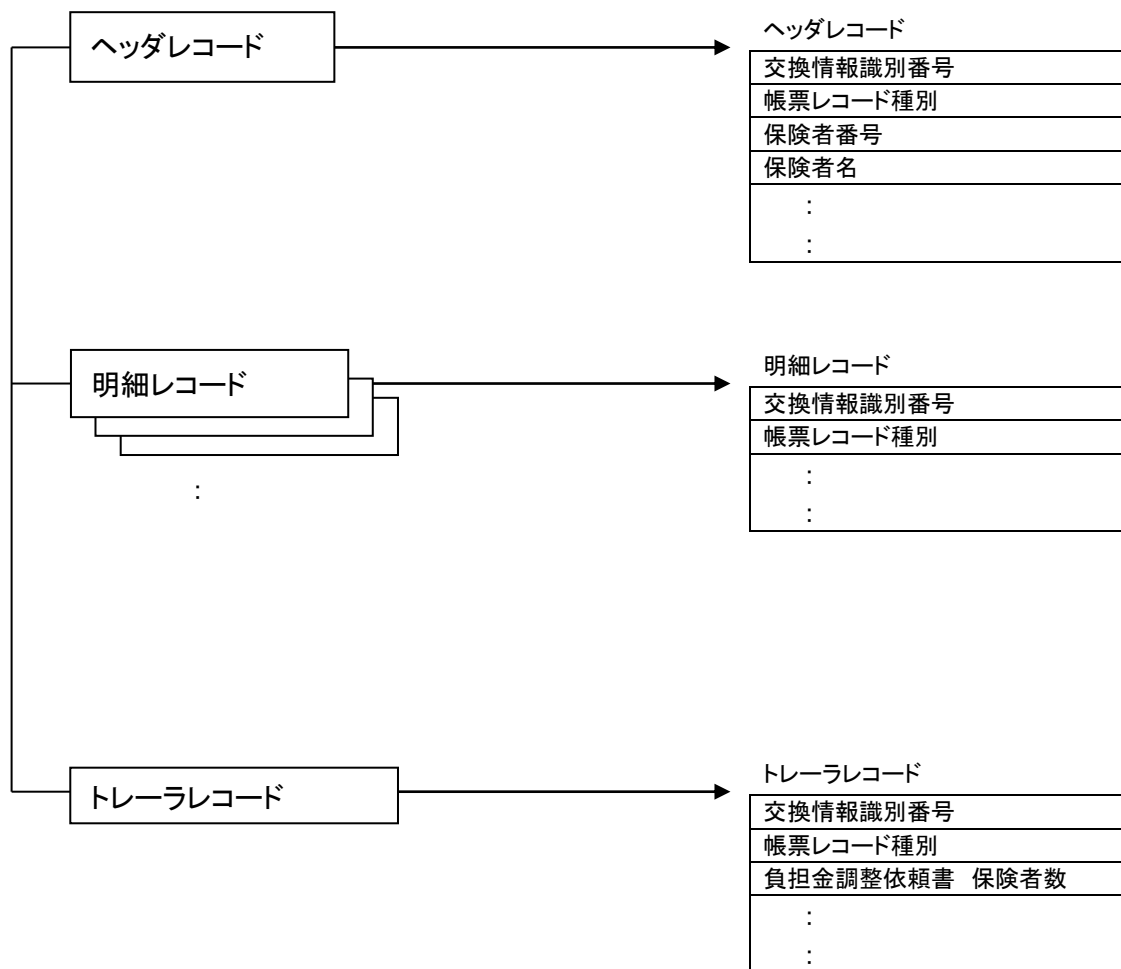 ヘッダレコード
ヘッダレコード
交換情報識別番号
帳票レコード種別
保険者番号
保険者名
:
:
明細レコード
:
明細レコード
交換情報識別番号
帳票レコード種別
:
:
トレーラレコード
トレーラレコード
交換情報識別番号
帳票レコード種別
負担金調整依頼書　保険者数
:
: